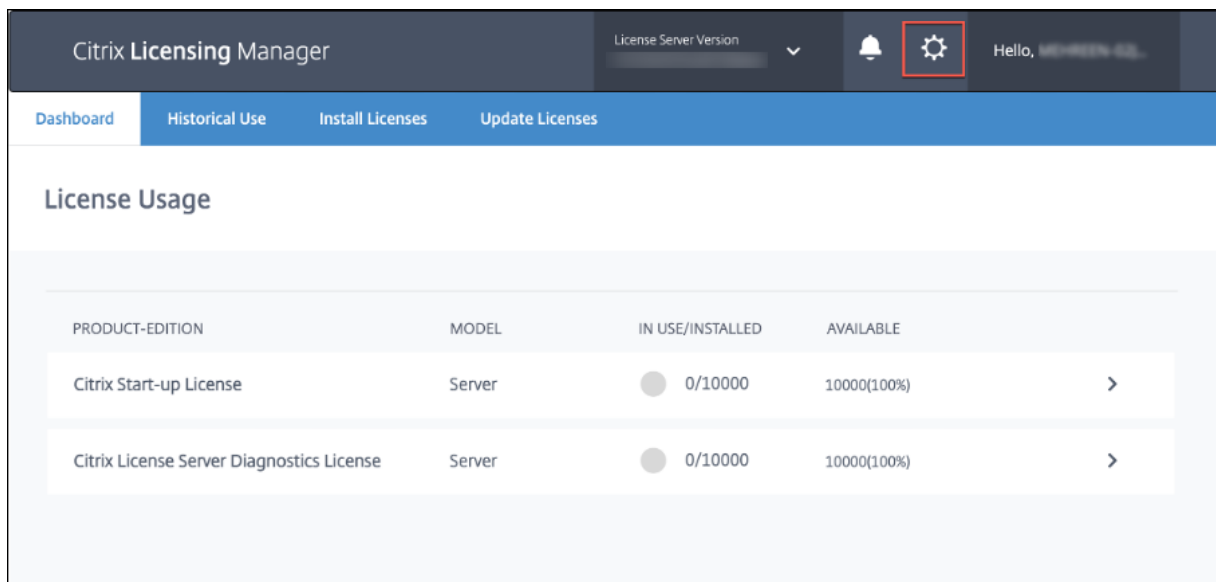 Citrix Licensing Manager
License Server Version
Hello,
Dashboard
Historical Use
Install Licenses
Update Licenses
License Usage
PRODUCT-EDITION MODEL IN USE/INSTALLED AVAILABLE
Citrix Start-up License Server 0/10000 10000(100%)
Citrix License Server Diagnostics License Server 0/10000 10000(100%)